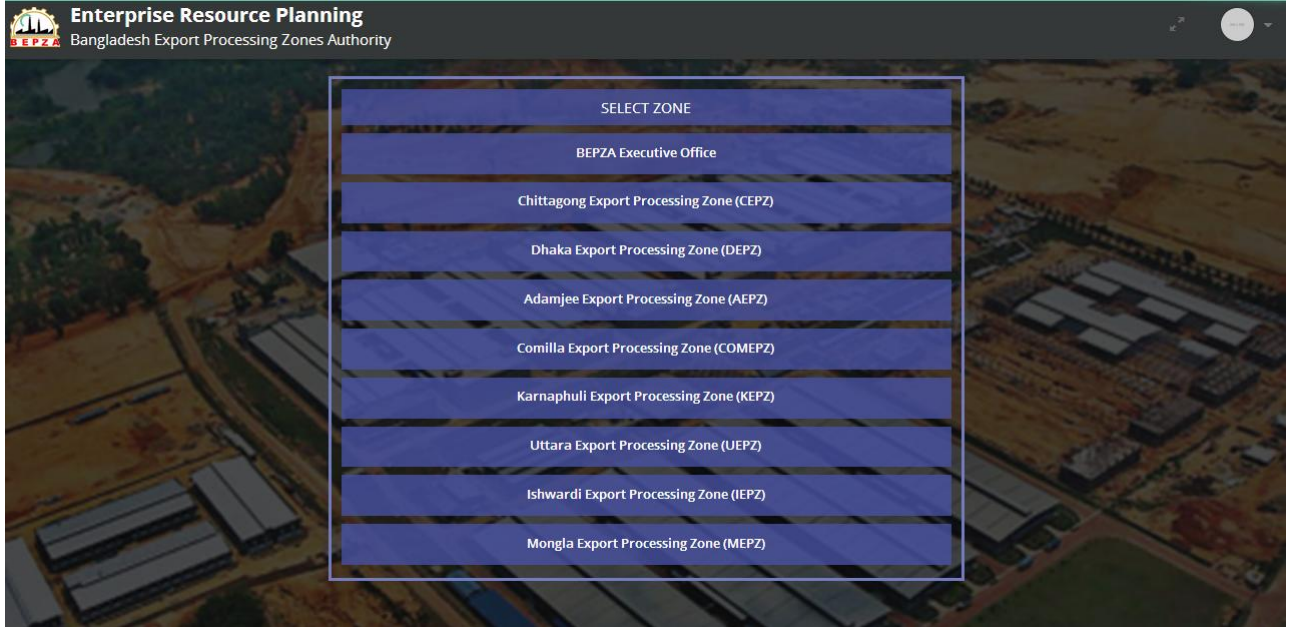 Enterprise Resource Planning
BEPZA
Bangladesh Export Processing Zones Authority
SELECT ZONE
BEPZA Executive Office
Chittagong Export Processing Zone (CEPZ)
Dhaka Export Processing Zone (DEPZ)
Adamjee Export Processing Zone (AEPZ)
Comilla Export Processing Zone (COMEPZ)
Karnaphuli Export Processing Zone (KEPZ)
Uttara Export Processing Zone (UEPZ)
Ishwardi Export Processing Zone (IEPZ)
Mongla Export Processing Zone (MEPZ)